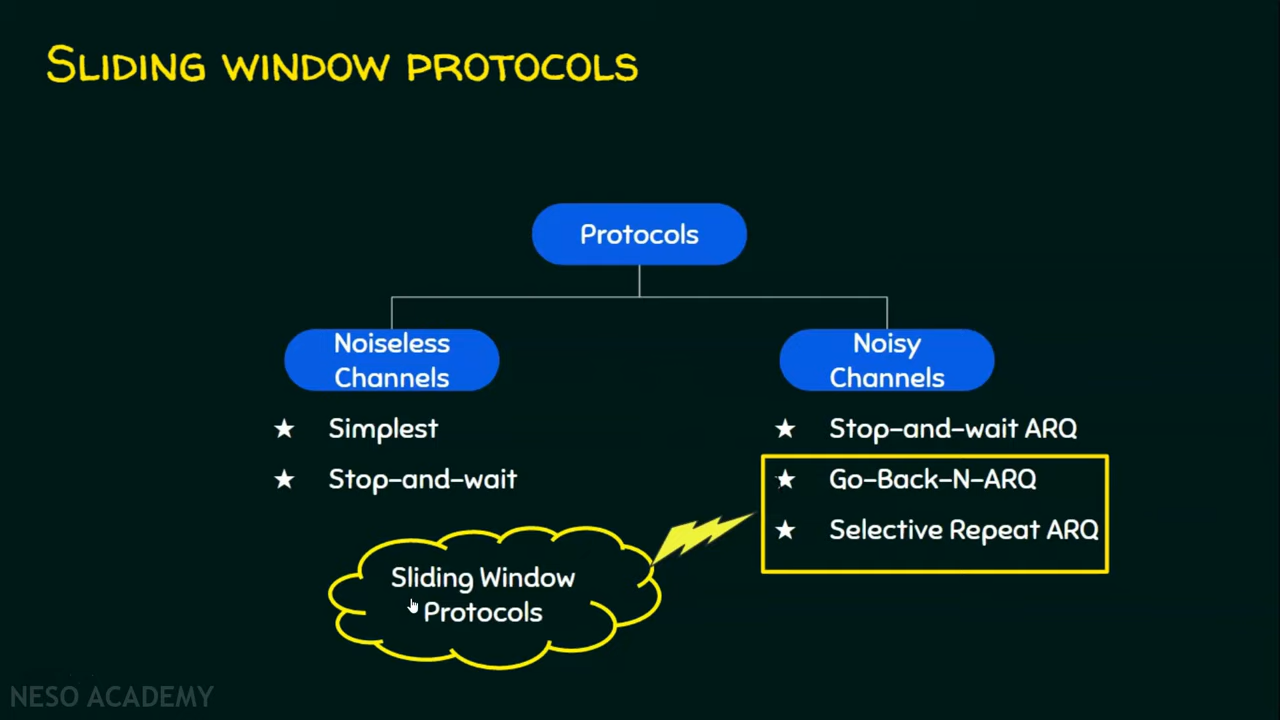 SLIDING WINDOW PROTOCOLS
Protocols
Noiseless
Channels
★ Simplest
★ Stop-and-wait
Noisy
Channels
★ Stop-and-wait ARQ
★ Go-Back-N-ARQ
★ Selective Repeat ARQ
Sliding Window
Protocols
NESO ACADEMY